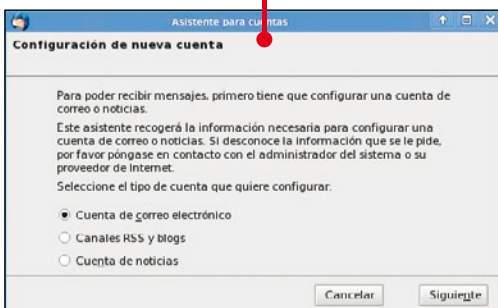 Asistente para cuentas
Configuración de nueva cuenta
Para poder recibir mensajes, primero tiene que configurar una cuenta de
correo o noticias.
Este asistente recogerá la información necesaria para configurar una
cuenta de correo o noticias. Si desconoce la información que se le pide,
por favor póngase en contacto con el administrador del sistema o su
proveedor de Internet.
Seleccione el tipo de cuenta que quiere configurar.
Cuenta de correo electrónico
Canales RSS y blogs
Cuenta de noticias
Cancelar
Siguiente